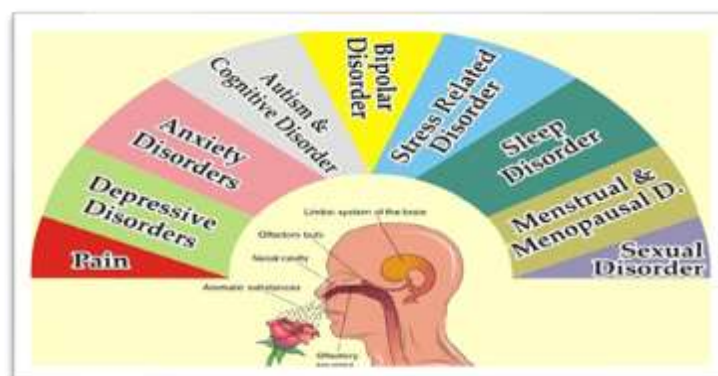 Pain
Depressive
Disorders
Anxiety
Disorders
Autism &
Cognitive Disorder
Bipolar
Disorder
Stress Related
Disorder
Sleep
Disorder
Menstrual &
Menopausal D.
Sexual
Disorder
Limbic system of the brain
Olfactory bulb
Nasal cavity
Aromatic substances
Olfactory